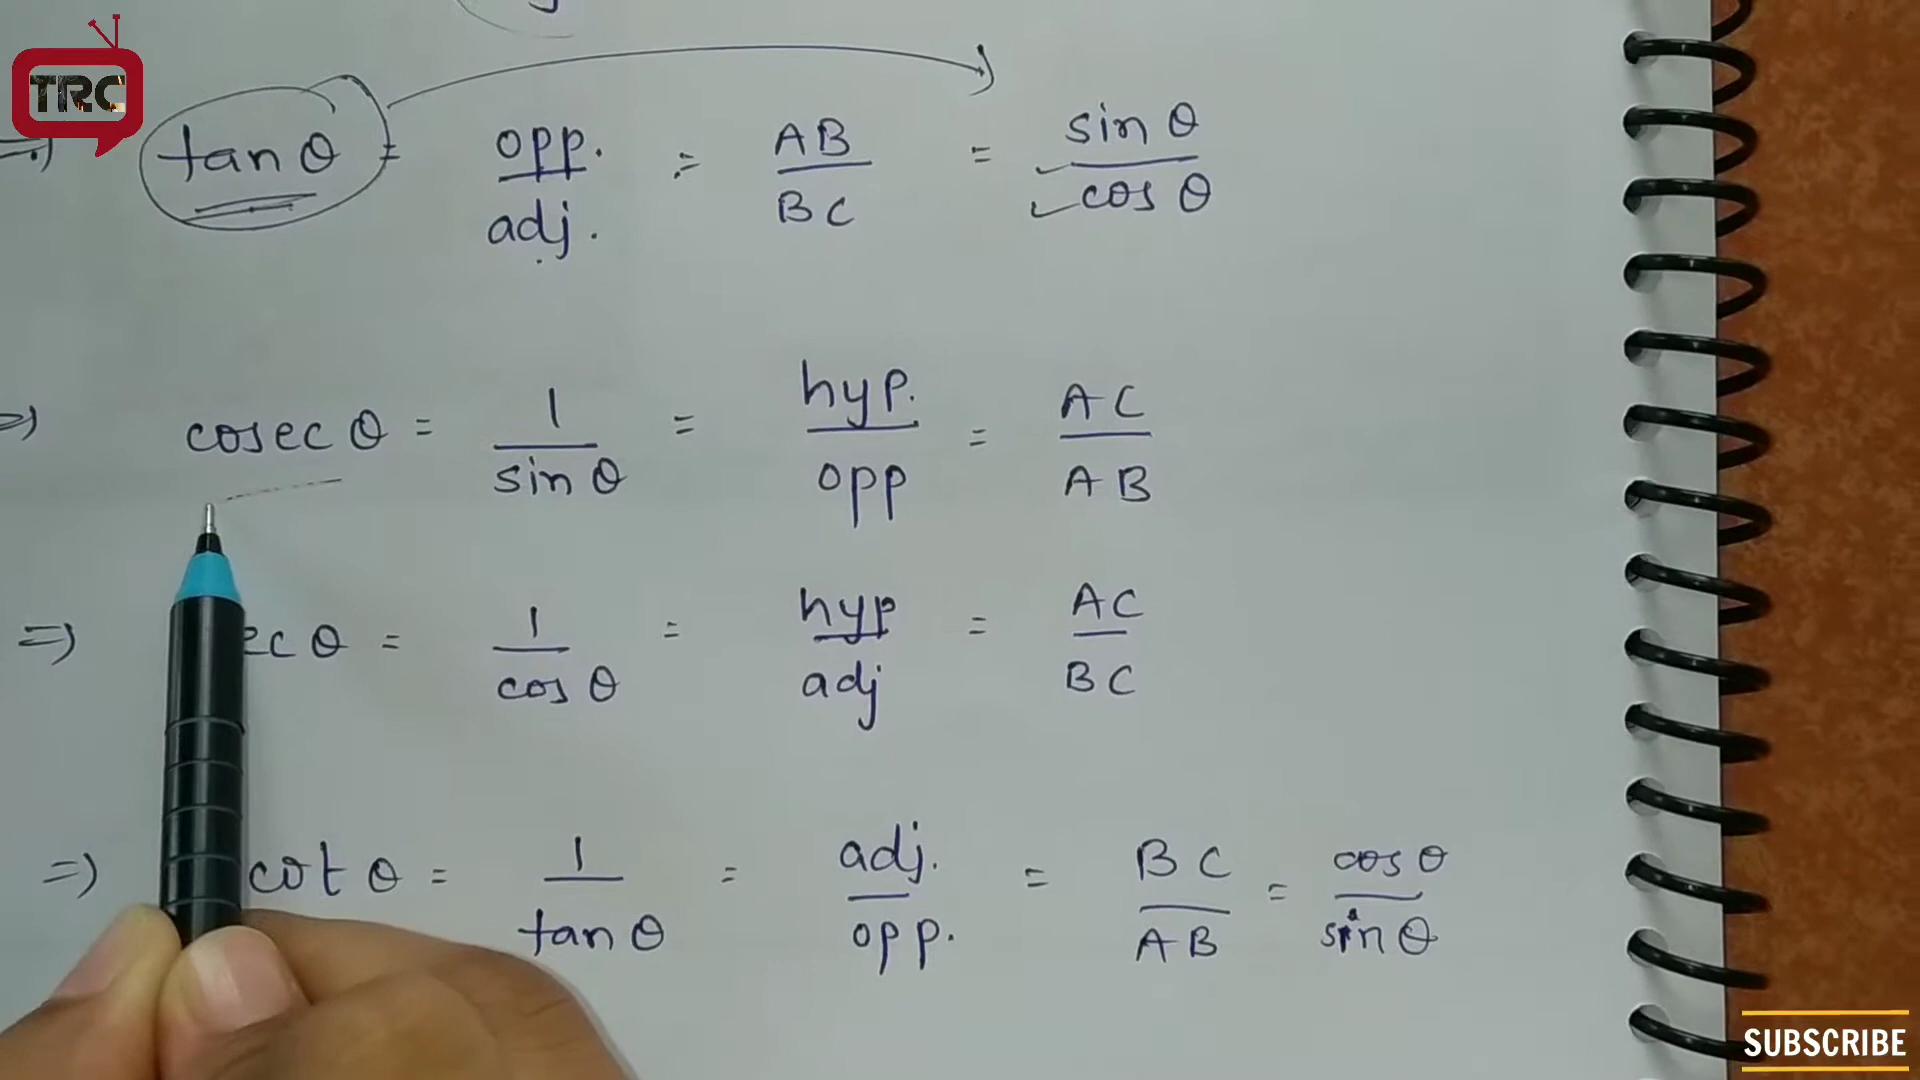 TRC
=) tan θ = opp. / adj. = AB / BC = sin θ / cos θ
=) cosec θ = 1 / sin θ = hyp. / opp = AC / AB
=) ec θ = 1 / cos θ = hyp / adj = AC / BC
=) cot θ = 1 / tan θ = adj. / opp. = BC / AB = cos θ / sin θ
SUBSCRIBE